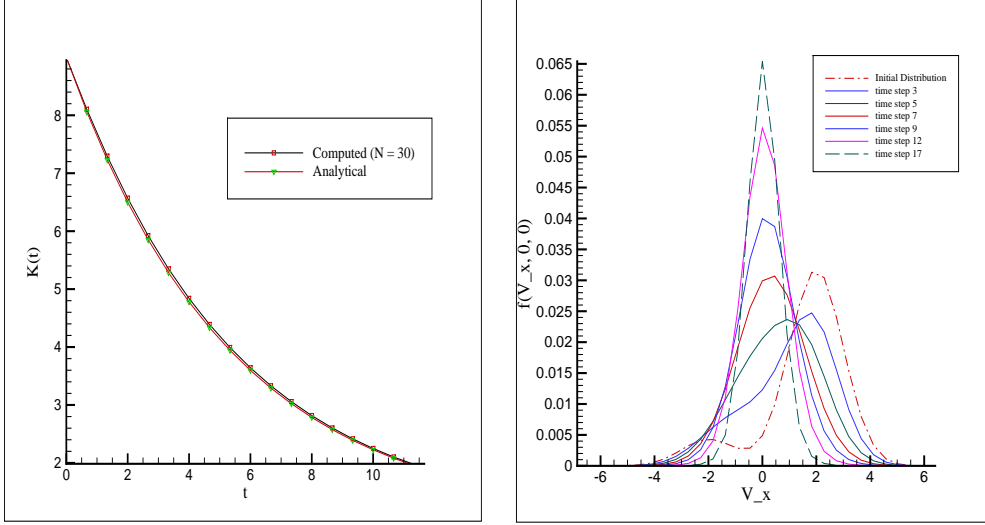 K(t)
8
7
6
5
4
3
2
0
2
4
6
8
10
t
Computed (N = 30)
Analytical
f(V_x, 0, 0)
0.065
0.06
0.055
0.05
0.045
0.04
0.035
0.03
0.025
0.02
0.015
0.01
0.005
0
-6
-4
-2
0
2
4
6
V_x
Initial Distribution
time step 3
time step 5
time step 7
time step 9
time step 12
time step 17